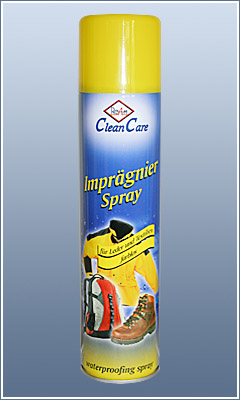 Clean Care
Imprägnier
Spray
für Leder und Textilien
farblos
waterproofing spray